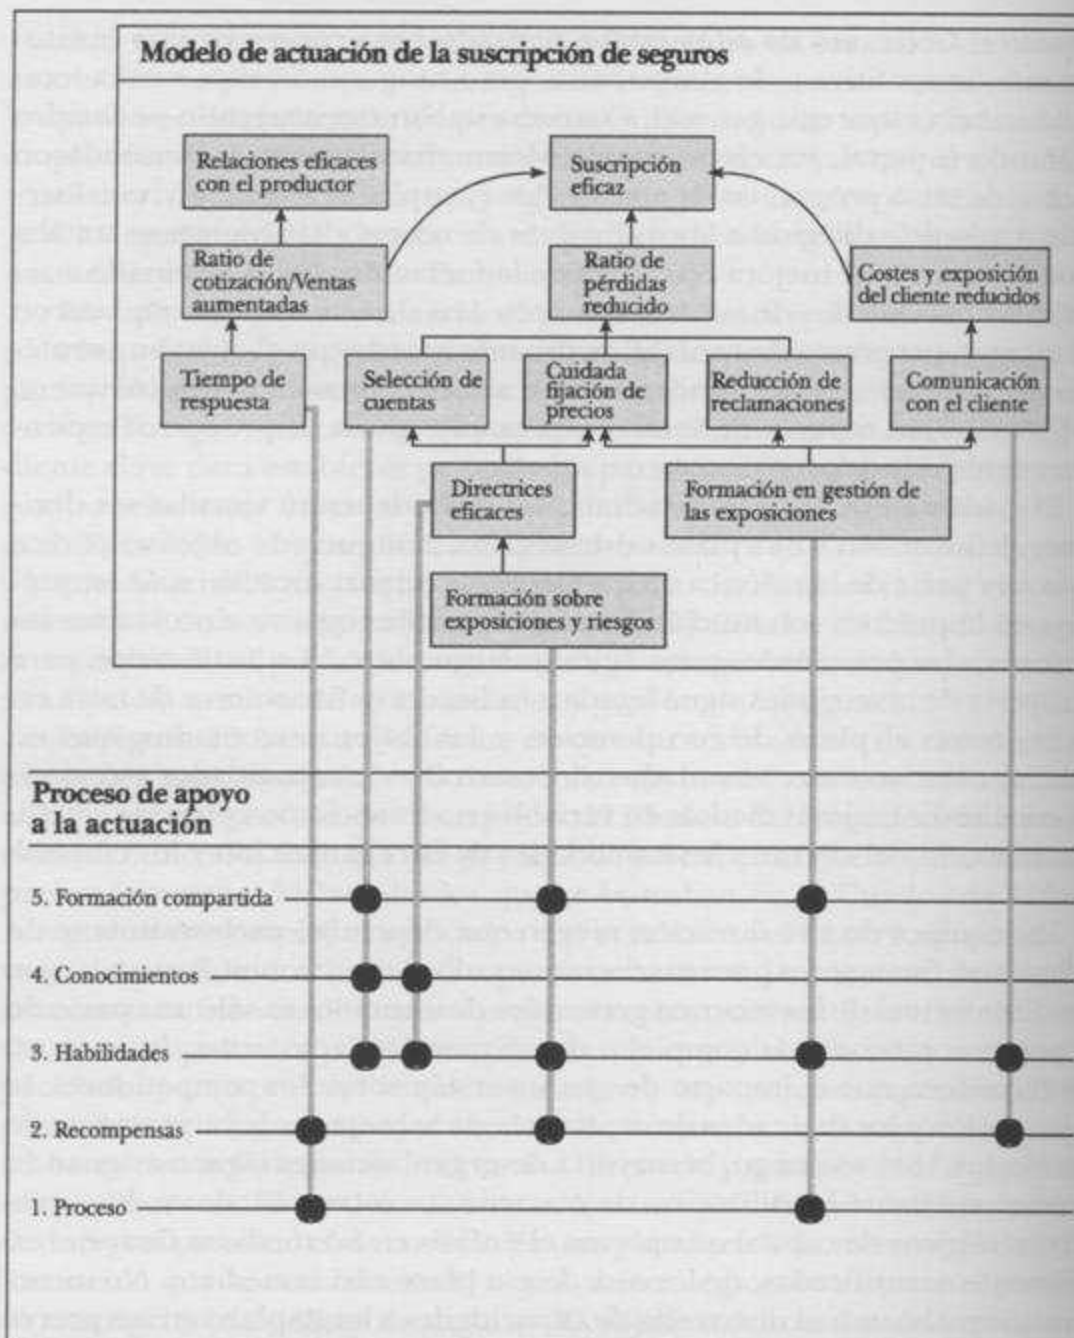 Modelo de actuación de la suscripción de seguros
Relaciones eficaces
con el productor
Suscripción
eficaz
Ratio de
cotización/Ventas
aumentadas
Ratio de
pérdidas
reducido
Costes y exposición
del cliente reducidos
Tiempo de
respuesta
Selección de
cuentas
Cuidada
fijación de
precios
Reducción de
reclamaciones
Comunicación
con el cliente
Directrices
eficaces
Formación en gestión de
las exposiciones
Formación sobre
exposiciones y riesgos
Proceso de apoyo
a la actuación
5. Formación compartida
4. Conocimientos
3. Habilidades
2. Recompensas
1. Proceso